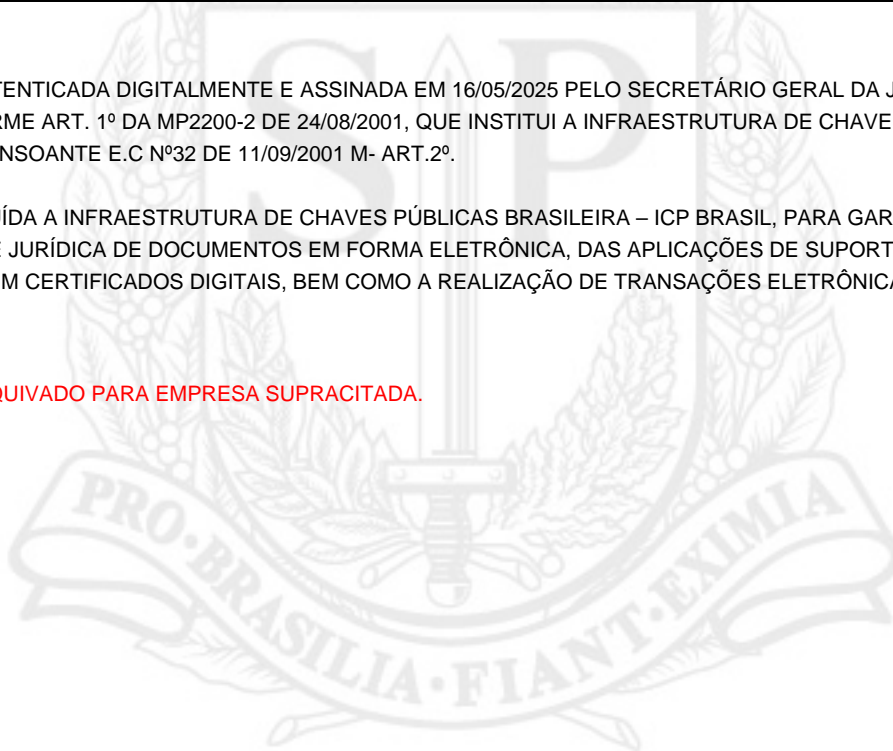 TENTICADA DIGITALMENTE E ASSINADA EM 16/05/2025 PELO SECRETÁRIO GERAL DA J
RME ART. 1º DA MP2200-2 DE 24/08/2001, QUE INSTITUI A INFRAESTRUTURA DE CHAVE
NSOANTE E.C Nº32 DE 11/09/2001 M- ART.2º.
ÍDA A INFRAESTRUTURA DE CHAVES PÚBLICAS BRASILEIRA – ICP BRASIL, PARA GAR
E JURÍDICA DE DOCUMENTOS EM FORMA ELETRÔNICA, DAS APLICAÇÕES DE SUPORT
M CERTIFICADOS DIGITAIS, BEM COMO A REALIZAÇÃO DE TRANSAÇÕES ELETRÔNICA
QUIVADO PARA EMPRESA SUPRACITADA.
SP
PRO·BRASILIA·FIANT·EXIMIA